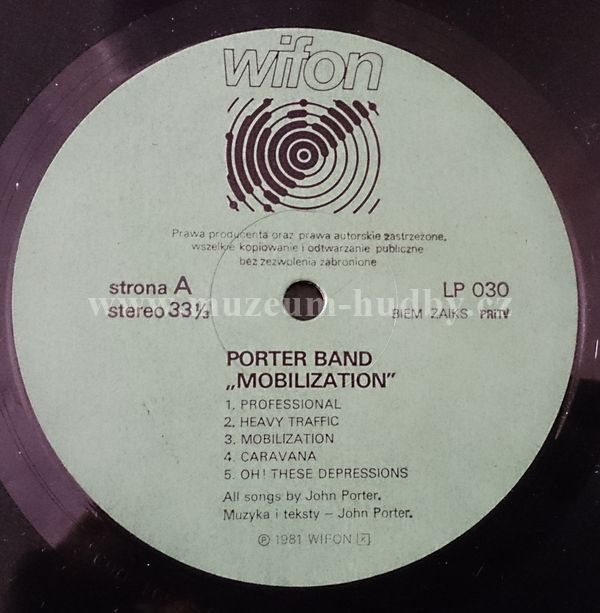 wifon
Prawa producenta oraz prawa autorskie zastrzeżone,
wszelkie kopiowanie i odtwarzanie publiczne
bez zezwolenia zabronione
strona A
stereo 33⅓
LP 030
BIEM ZAIKS PRiTV
www.muzeum-hudby.cz
PORTER BAND
„MOBILIZATION”
1. PROFESSIONAL
2. HEAVY TRAFFIC
3. MOBILIZATION
4. CARAVANA
5. OH! THESE DEPRESSIONS
All songs by John Porter.
Muzyka i teksty – John Porter.
℗ 1981 WIFON